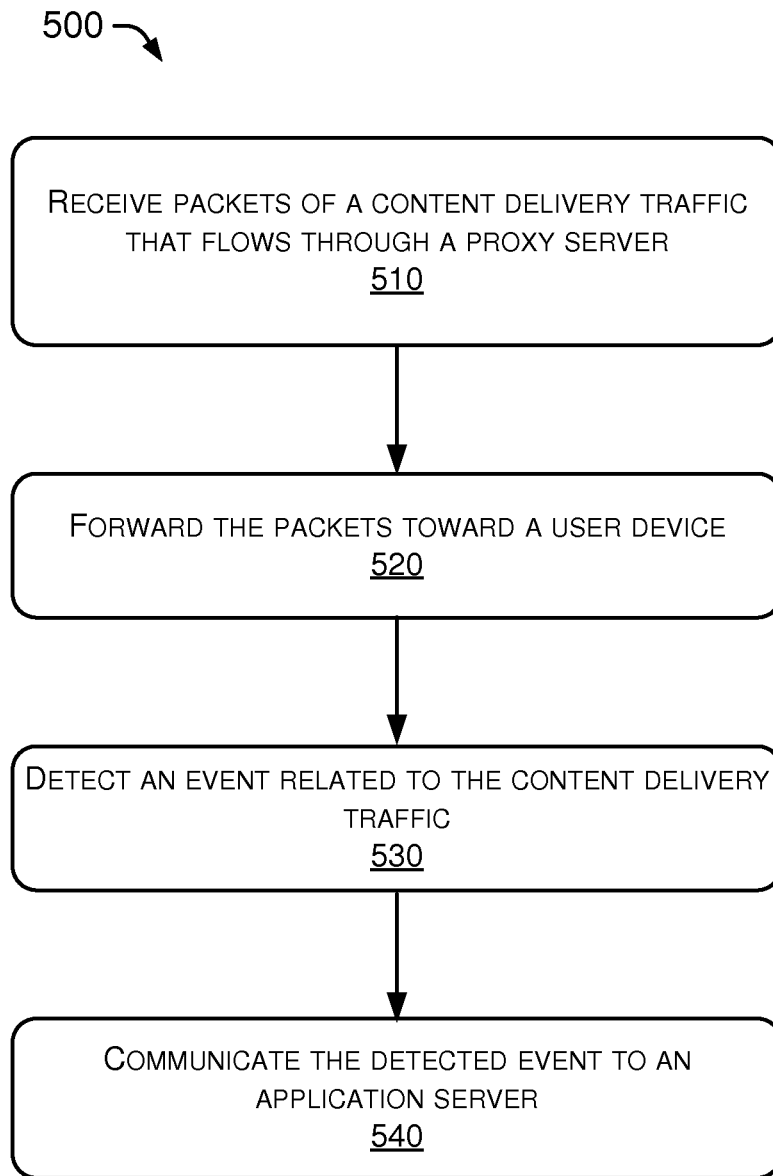 500
RECEIVE PACKETS OF A CONTENT DELIVERY TRAFFIC
THAT FLOWS THROUGH A PROXY SERVER
510
FORWARD THE PACKETS TOWARD A USER DEVICE
520
DETECT AN EVENT RELATED TO THE CONTENT DELIVERY
TRAFFIC
530
COMMUNICATE THE DETECTED EVENT TO AN
APPLICATION SERVER
540